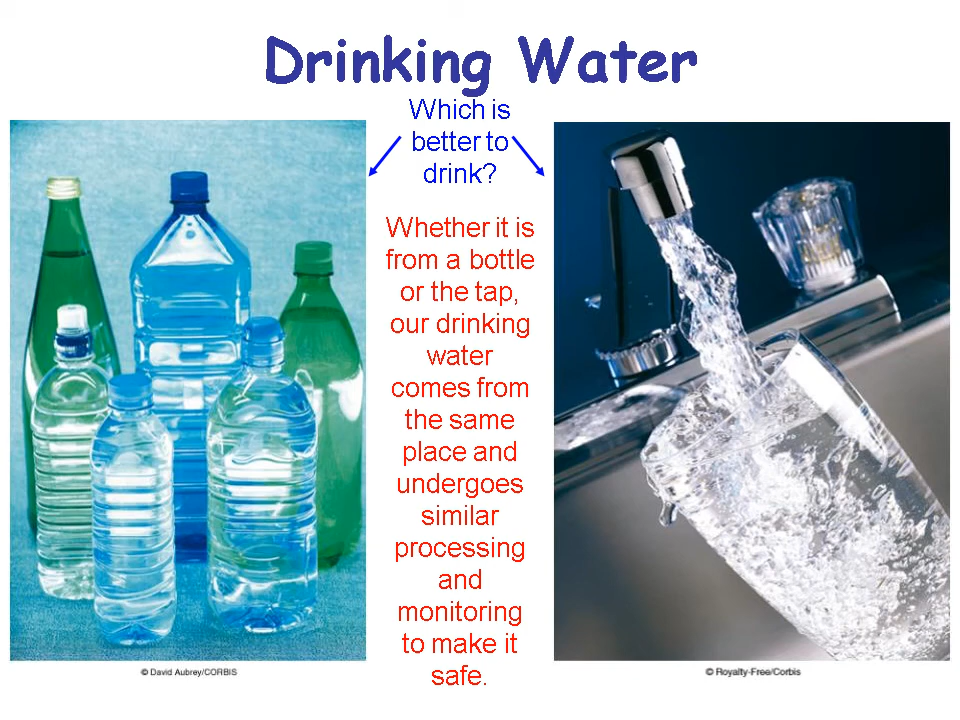 Drinking Water
Which is
better to
drink?
Whether it is
from a bottle
or the tap,
our drinking
water
comes from
the same
place and
undergoes
similar
processing
and
monitoring
to make it
safe.
© David Aubrey/CORBIS
© Royalty-Free/Corbis